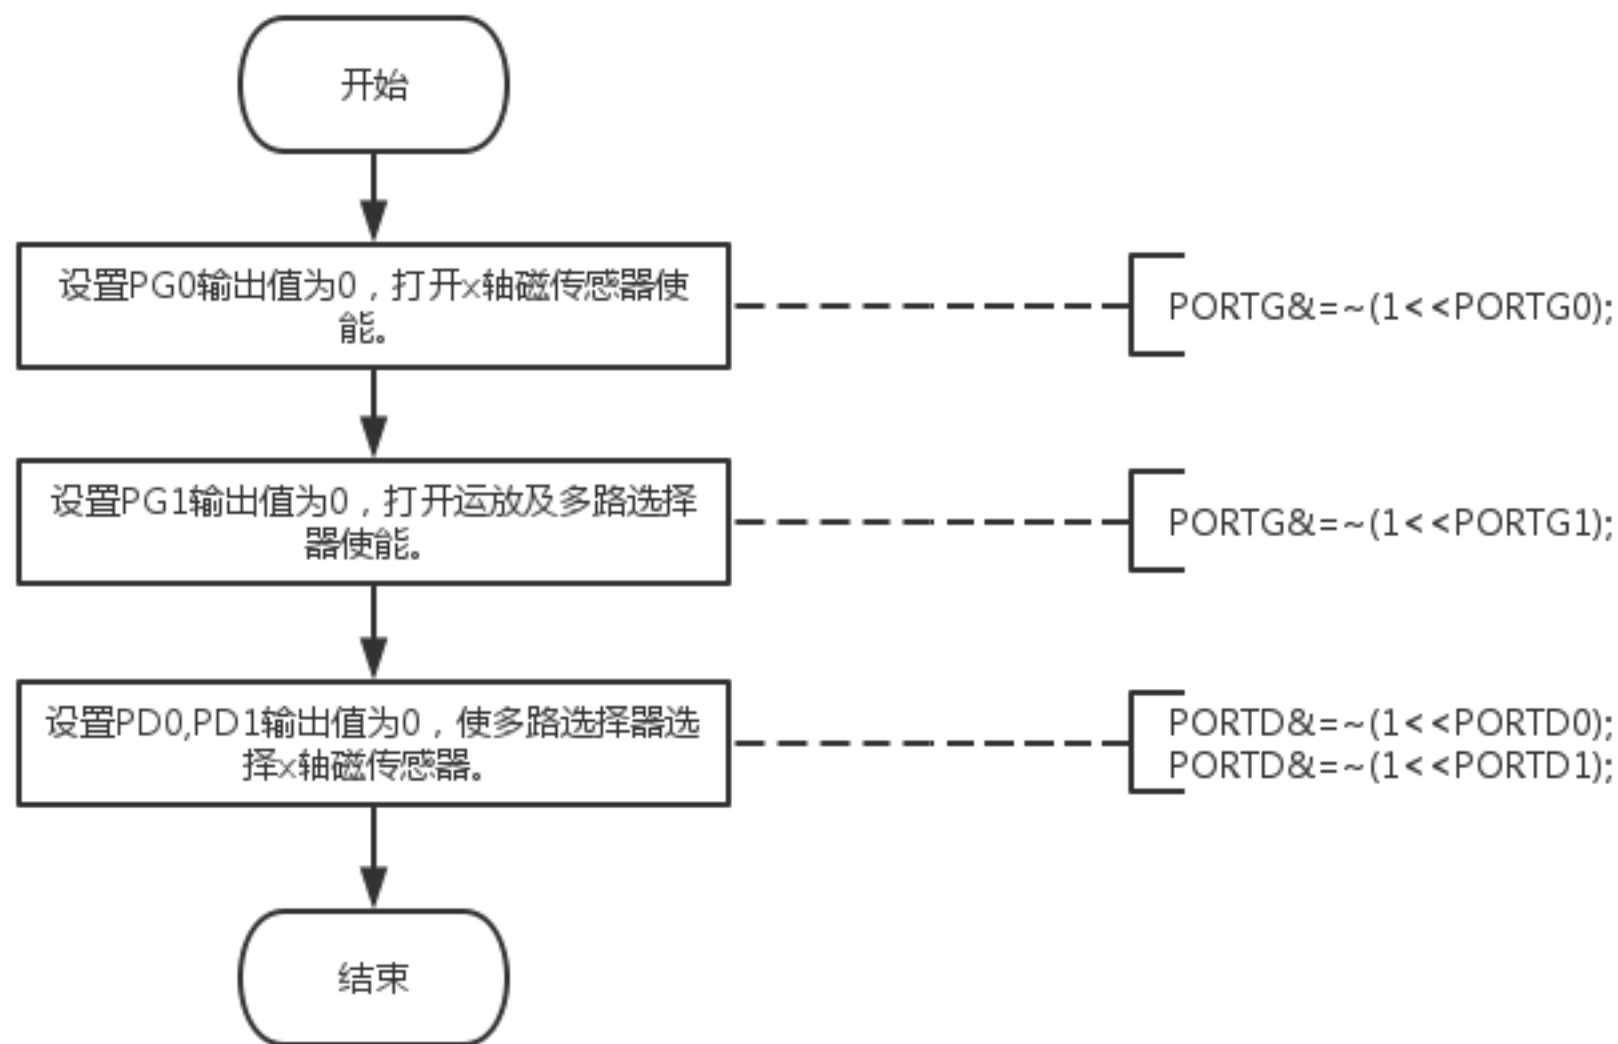 开始
设置PG0输出值为0，打开x轴磁传感器使
能。
PORTG&=~(1<<PORTG0);
设置PG1输出值为0，打开运放及多路选择
器使能。
PORTG&=~(1<<PORTG1);
设置PD0,PD1输出值为0，使多路选择器选
择x轴磁传感器。
PORTD&=~(1<<PORTD0);
PORTD&=~(1<<PORTD1);
结束